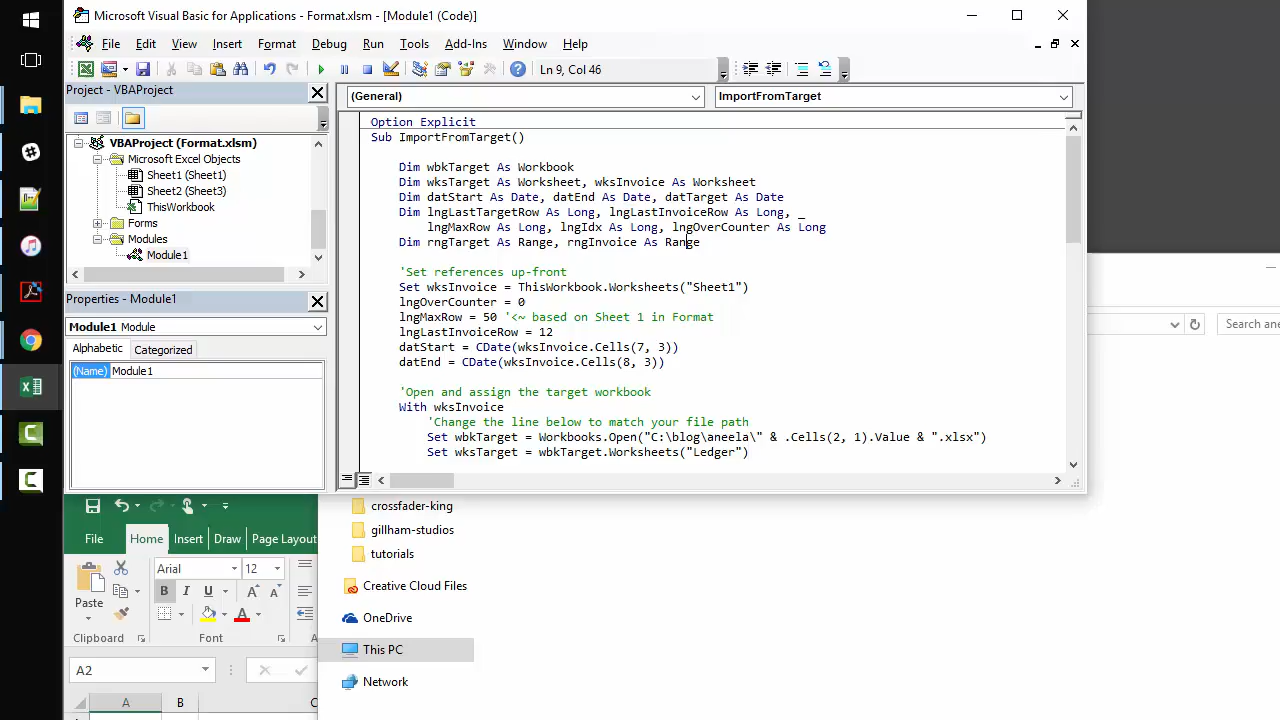 Microsoft Visual Basic for Applications - Format.xlsm - [Module1 (Code)]
File Edit View Insert Format Debug Run Tools Add-Ins Window Help
Ln 9, Col 46
Project - VBAProject
VBAProject (Format.xlsm)
Microsoft Excel Objects
Sheet1 (Sheet1)
Sheet2 (Sheet3)
ThisWorkbook
Forms
Modules
Module1
Properties - Module1
Module1 Module
Alphabetic Categorized
(Name) Module1
(General) ImportFromTarget
Option Explicit
Sub ImportFromTarget()
Dim wbkTarget As Workbook
Dim wksTarget As Worksheet, wksInvoice As Worksheet
Dim datStart As Date, datEnd As Date, datTarget As Date
Dim lngLastTargetRow As Long, lngLastInvoiceRow As Long, _
lngMaxRow As Long, lngIdx As Long, lngOverCounter As Long
Dim rngTarget As Range, rngInvoice As Range
'Set references up-front
Set wksInvoice = ThisWorkbook.Worksheets("Sheet1")
lngOverCounter = 0
lngMaxRow = 50 '<~ based on Sheet 1 in Format
lngLastInvoiceRow = 12
datStart = CDate(wksInvoice.Cells(7, 3))
datEnd = CDate(wksInvoice.Cells(8, 3))
'Open and assign the target workbook
With wksInvoice
'Change the line below to match your file path
Set wbkTarget = Workbooks.Open("C:\blog\aneela\" & .Cells(2, 1).Value & ".xlsx")
Set wksTarget = wbkTarget.Worksheets("Ledger")
Search
File Home Insert Draw Page Layout
Arial 12
Paste
B I U A A
A
Clipboard Font
A2
A B C
crossfader-king
gillham-studios
tutorials
Creative Cloud Files
OneDrive
This PC
Network